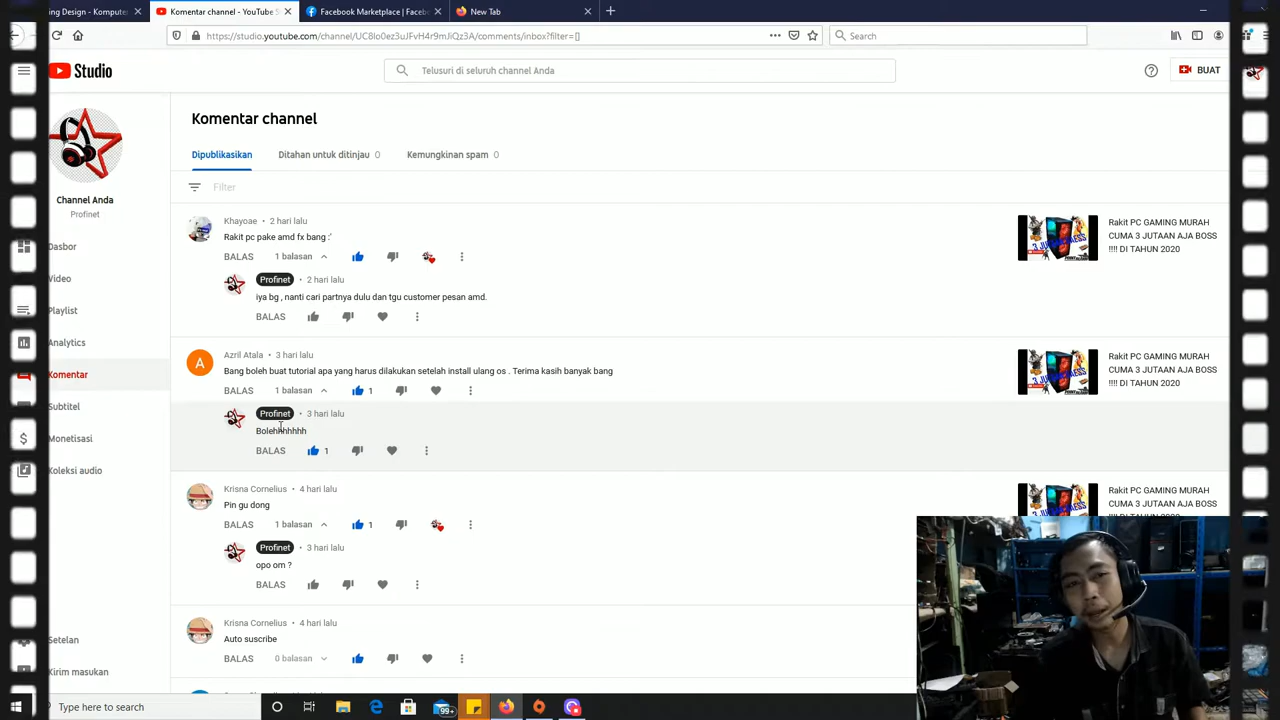 ing Design - Komputer
Komentar channel - YouTube S
Facebook Marketplace | Faceb
New Tab
https://studio.youtube.com/channel/UC8lo0ez3uJFvH4r9mJiQz3A/comments/inbox?filter=[]
Search
Studio
Telusuri di seluruh channel Anda
BUAT
Channel Anda
Profinet
Dasbor
Video
Playlist
Analytics
Komentar
Subtitel
Monetisasi
Koleksi audio
Setelan
Kirim masukan
Komentar channel
Dipublikasikan
Ditahan untuk ditinjau 0
Kemungkinan spam 0
Filter
Khayoae • 2 hari lalu
Rakit pc pake amd fx bang :'
BALAS 1 balasan
Rakit PC GAMING MURAH
CUMA 3 JUTAAN AJA BOSS
!!!! DI TAHUN 2020
Profinet • 2 hari lalu
iya bg , nanti cari partnya dulu dan tgu customer pesan amd.
BALAS
A
Azril Atala • 3 hari lalu
Bang boleh buat tutorial apa yang harus dilakukan setelah install ulang os . Terima kasih banyak bang
BALAS 1 balasan 1
Rakit PC GAMING MURAH
CUMA 3 JUTAAN AJA BOSS
!!!! DI TAHUN 2020
Profinet • 3 hari lalu
Bolehhhhhhh
BALAS 1
Krisna Cornelius • 4 hari lalu
Pin gu dong
BALAS 1 balasan 1
Rakit PC GAMING MURAH
CUMA 3 JUTAAN AJA BOSS
Profinet • 3 hari lalu
opo om ?
BALAS
Krisna Cornelius • 4 hari lalu
Auto suscribe
BALAS 0 balasan
Type here to search
99+